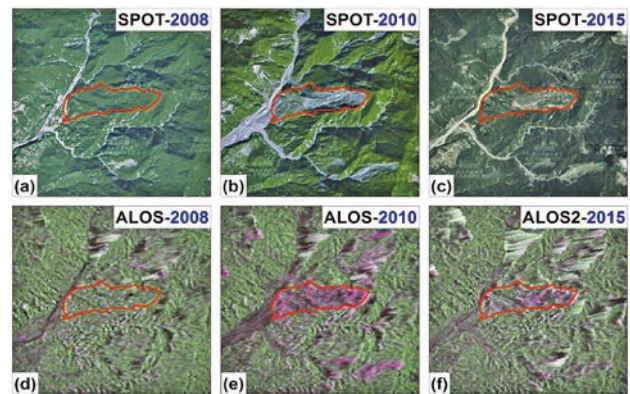 SPOT-2008
SPOT-2010
SPOT-2015
(a)
(b)
(c)
ALOS-2008
ALOS-2010
ALOS2-2015
(d)
(e)
(f)